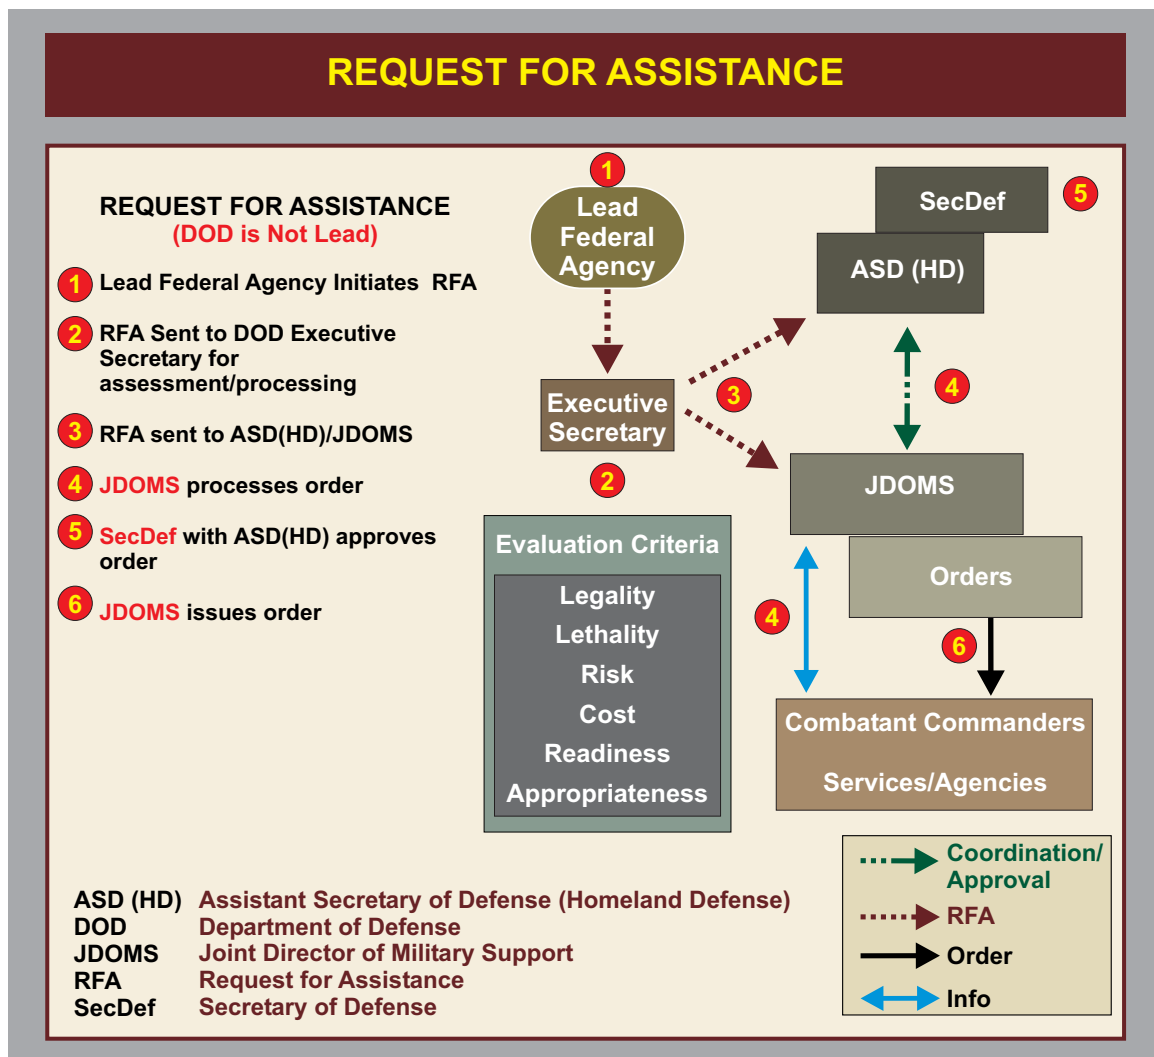 REQUEST FOR ASSISTANCE
REQUEST FOR ASSISTANCE
(DOD is Not Lead)
1 Lead Federal Agency Initiates RFA
2 RFA Sent to DOD Executive
Secretary for
assessment/processing
3 RFA sent to ASD(HD)/JDOMS
4 JDOMS processes order
5 SecDef with ASD(HD) approves
order
6 JDOMS issues order
1
Lead
Federal
Agency
Executive
Secretary
2
3
SecDef
5
ASD (HD)
4
JDOMS
Orders
4
6
Combatant Commanders
Services/Agencies
Evaluation Criteria
Legality
Lethality
Risk
Cost
Readiness
Appropriateness
Coordination/
Approval
RFA
Order
Info
ASD (HD) Assistant Secretary of Defense (Homeland Defense)
DOD Department of Defense
JDOMS Joint Director of Military Support
RFA Request for Assistance
SecDef Secretary of Defense